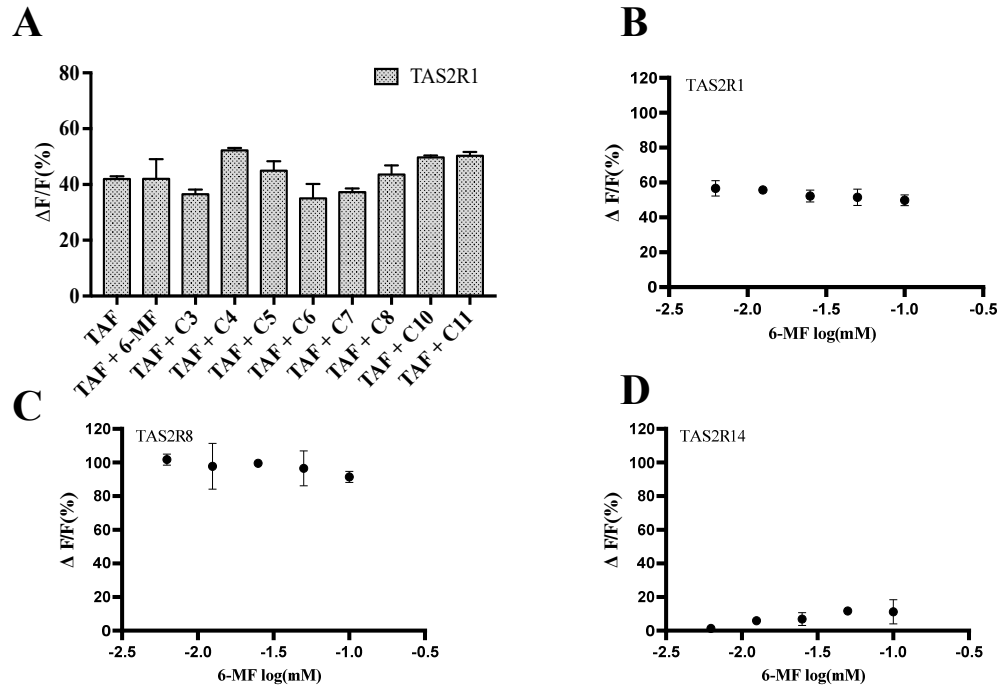 A
80
60
40
20
0
ΔF/F(%)
TAS2R1
TAF
TAF + 6-MF
TAF + C3
TAF + C4
TAF + C5
TAF + C6
TAF + C7
TAF + C8
TAF + C10
TAF + C11
B
TAS2R1
120
100
80
60
40
20
0
Δ F/F(%)
-2.5 -2.0 -1.5 -1.0 -0.5
6-MF log(mM)
C
TAS2R8
120
100
80
60
40
20
0
Δ F/F(%)
-2.5 -2.0 -1.5 -1.0 -0.5
6-MF log(mM)
D
TAS2R14
120
100
80
60
40
20
0
Δ F/F(%)
-2.5 -2.0 -1.5 -1.0 -0.5
6-MF log(mM)